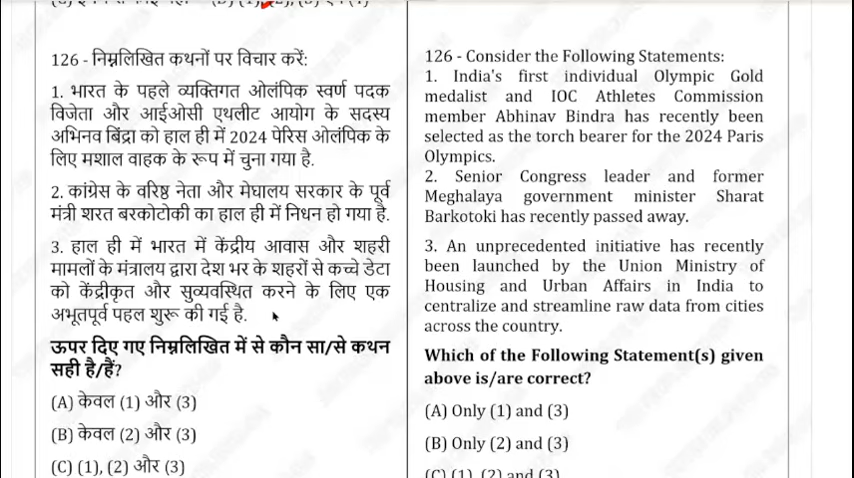 126 - निम्नलिखित कथनों पर विचार करें:
1. भारत के पहले व्यक्तिगत ओलंपिक स्वर्ण पदक
विजेता और आईओसी एथलीट आयोग के सदस्य
अभिनव बिंद्रा को हाल ही में 2024 पेरिस ओलंपिक के
लिए मशाल वाहक के रूप में चुना गया है.
2. कांग्रेस के वरिष्ठ नेता और मेघालय सरकार के पूर्व
मंत्री शरत बरकोटोकी का हाल ही में निधन हो गया है.
3. हाल ही में भारत में केंद्रीय आवास और शहरी
मामलों के मंत्रालय द्वारा देश भर के शहरों से कच्चे डेटा
को केंद्रीकृत और सुव्यवस्थित करने के लिए एक
अभूतपूर्व पहल शुरू की गई है.
ऊपर दिए गए निम्नलिखित में से कौन सा/से कथन
सही है/हैं?
(A) केवल (1) और (3)
(B) केवल (2) और (3)
(C) (1), (2) और (3)
126 - Consider the Following Statements:
1. India's first individual Olympic Gold
medalist and IOC Athletes Commission
member Abhinav Bindra has recently been
selected as the torch bearer for the 2024 Paris
Olympics.
2. Senior Congress leader and former
Meghalaya government minister Sharat
Barkotoki has recently passed away.
3. An unprecedented initiative has recently
been launched by the Union Ministry of
Housing and Urban Affairs in India to
centralize and streamline raw data from cities
across the country.
Which of the Following Statement(s) given
above is/are correct?
(A) Only (1) and (3)
(B) Only (2) and (3)
(C) (1), (2) and (3)